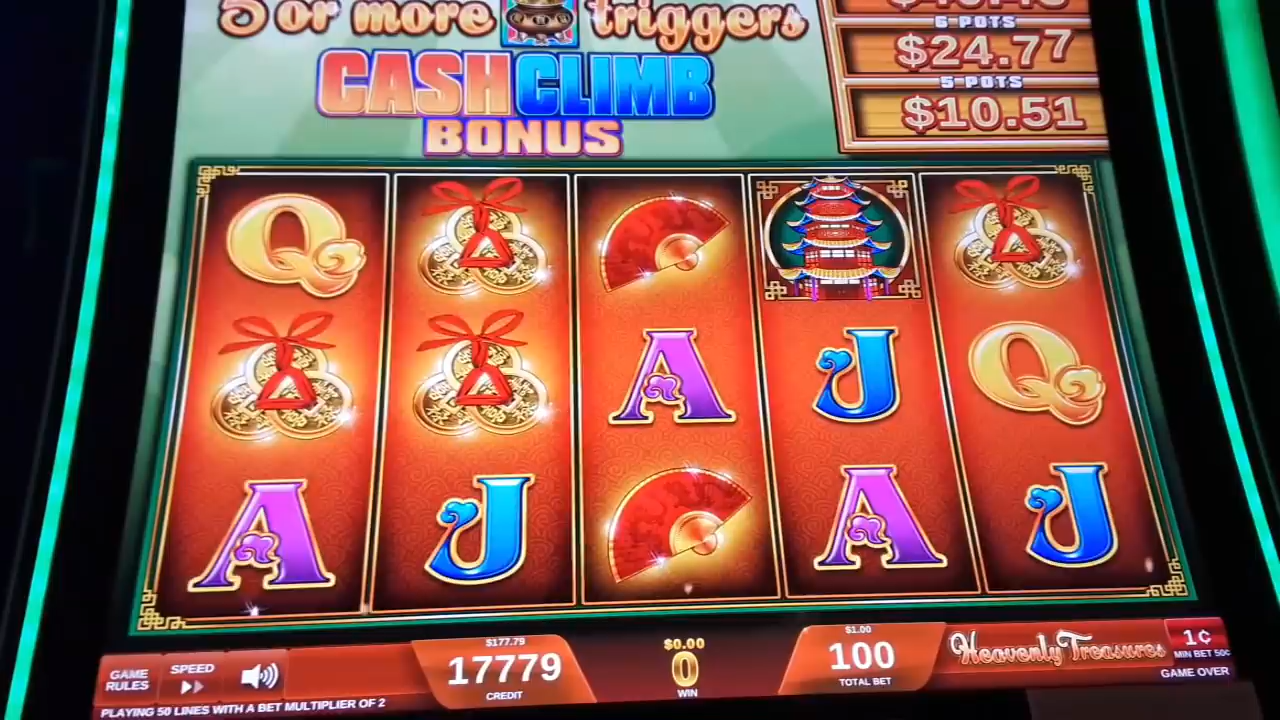 5 or more triggers
CASH CLIMB
BONUS
6 POTS
$24.77
5 POTS
$10.51
Q
A
J
Q
A
J
A
J
GAME RULES
SPEED
$177.79
17779
CREDIT
$0.00
0
WIN
$1.00
100
TOTAL BET
Heavenly Treasures
1¢
MIN BET 50¢
GAME OVER
PLAYING 50 LINES WITH A BET MULTIPLIER OF 2